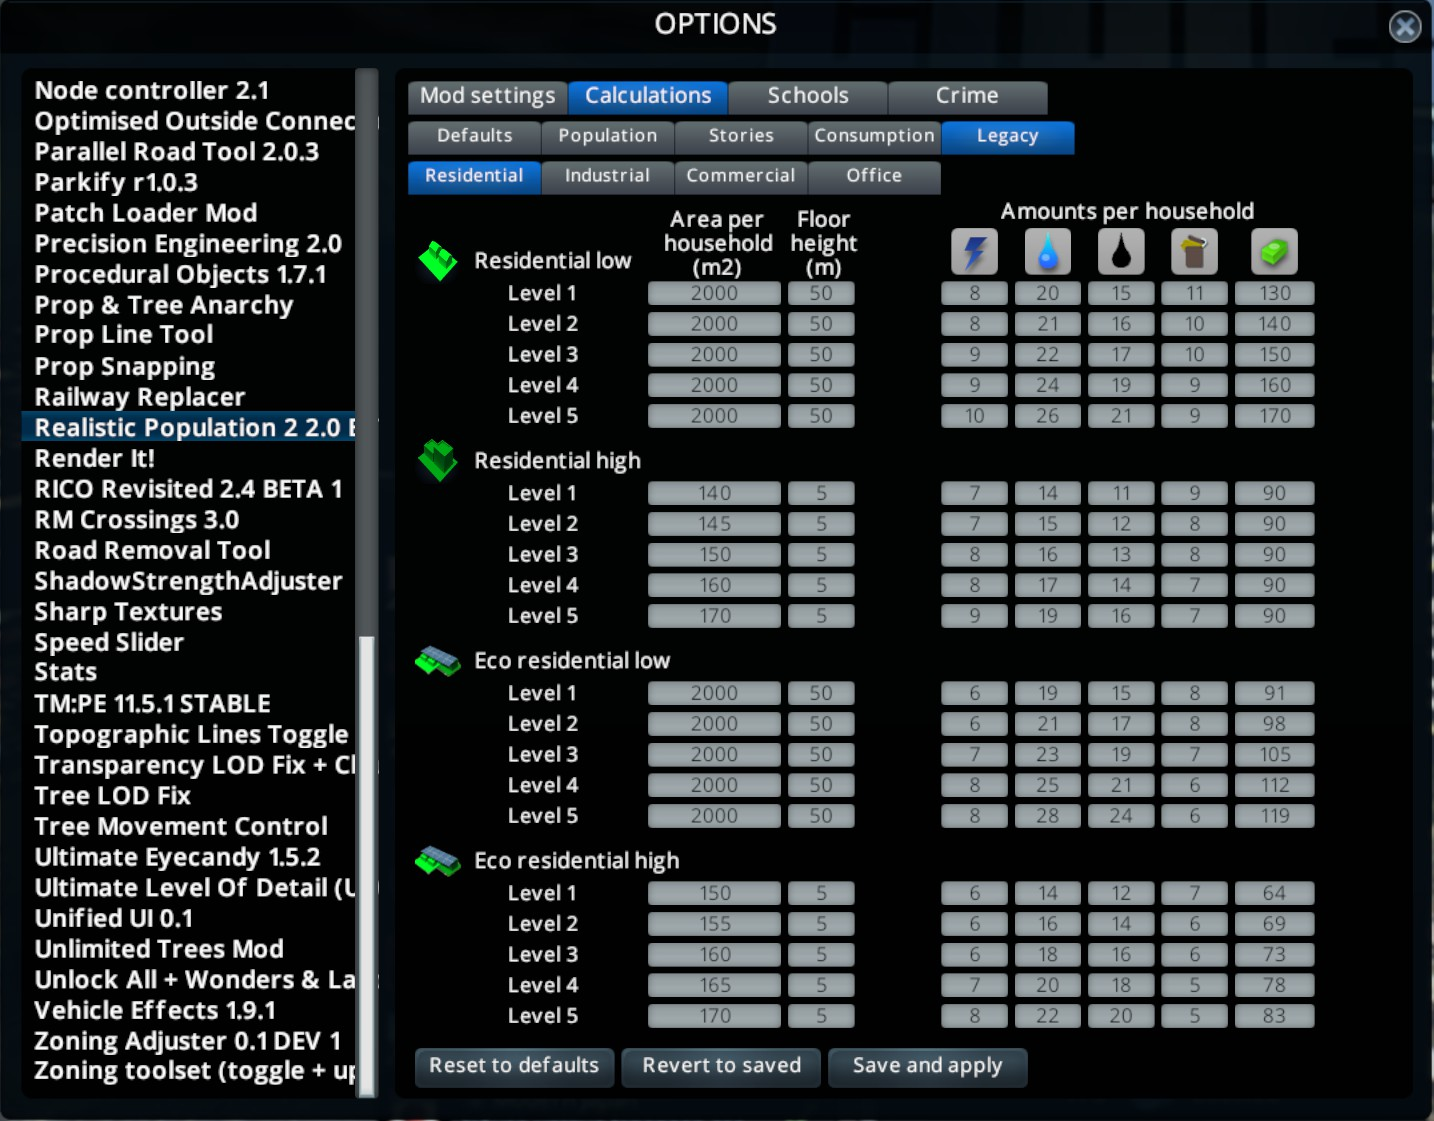 OPTIONS
Node controller 2.1
Optimised Outside Connec
Parallel Road Tool 2.0.3
Parkify r1.0.3
Patch Loader Mod
Precision Engineering 2.0
Procedural Objects 1.7.1
Prop & Tree Anarchy
Prop Line Tool
Prop Snapping
Railway Replacer
Realistic Population 2 2.0 B
Render It!
RICO Revisited 2.4 BETA 1
RM Crossings 3.0
Road Removal Tool
ShadowStrengthAdjuster
Sharp Textures
Speed Slider
Stats
TM:PE 11.5.1 STABLE
Topographic Lines Toggle
Transparency LOD Fix + Cl
Tree LOD Fix
Tree Movement Control
Ultimate Eyecandy 1.5.2
Ultimate Level Of Detail (U
Unified UI 0.1
Unlimited Trees Mod
Unlock All + Wonders & La
Vehicle Effects 1.9.1
Zoning Adjuster 0.1 DEV 1
Zoning toolset (toggle + up
Mod settings Calculations Schools Crime
Defaults Population Stories Consumption Legacy
Residential Industrial Commercial Office
Area per household (m2) Floor height (m) Amounts per household
Residential low
Level 1 2000 50 8 20 15 11 130
Level 2 2000 50 8 21 16 10 140
Level 3 2000 50 9 22 17 10 150
Level 4 2000 50 9 24 19 9 160
Level 5 2000 50 10 26 21 9 170
Residential high
Level 1 140 5 7 14 11 9 90
Level 2 145 5 7 15 12 8 90
Level 3 150 5 8 16 13 8 90
Level 4 160 5 8 17 14 7 90
Level 5 170 5 9 19 16 7 90
Eco residential low
Level 1 2000 50 6 19 15 8 91
Level 2 2000 50 6 21 17 8 98
Level 3 2000 50 7 23 19 7 105
Level 4 2000 50 8 25 21 6 112
Level 5 2000 50 8 28 24 6 119
Eco residential high
Level 1 150 5 6 14 12 7 64
Level 2 155 5 6 16 14 6 69
Level 3 160 5 6 18 16 6 73
Level 4 165 5 7 20 18 5 78
Level 5 170 5 8 22 20 5 83
Reset to defaults Revert to saved Save and apply